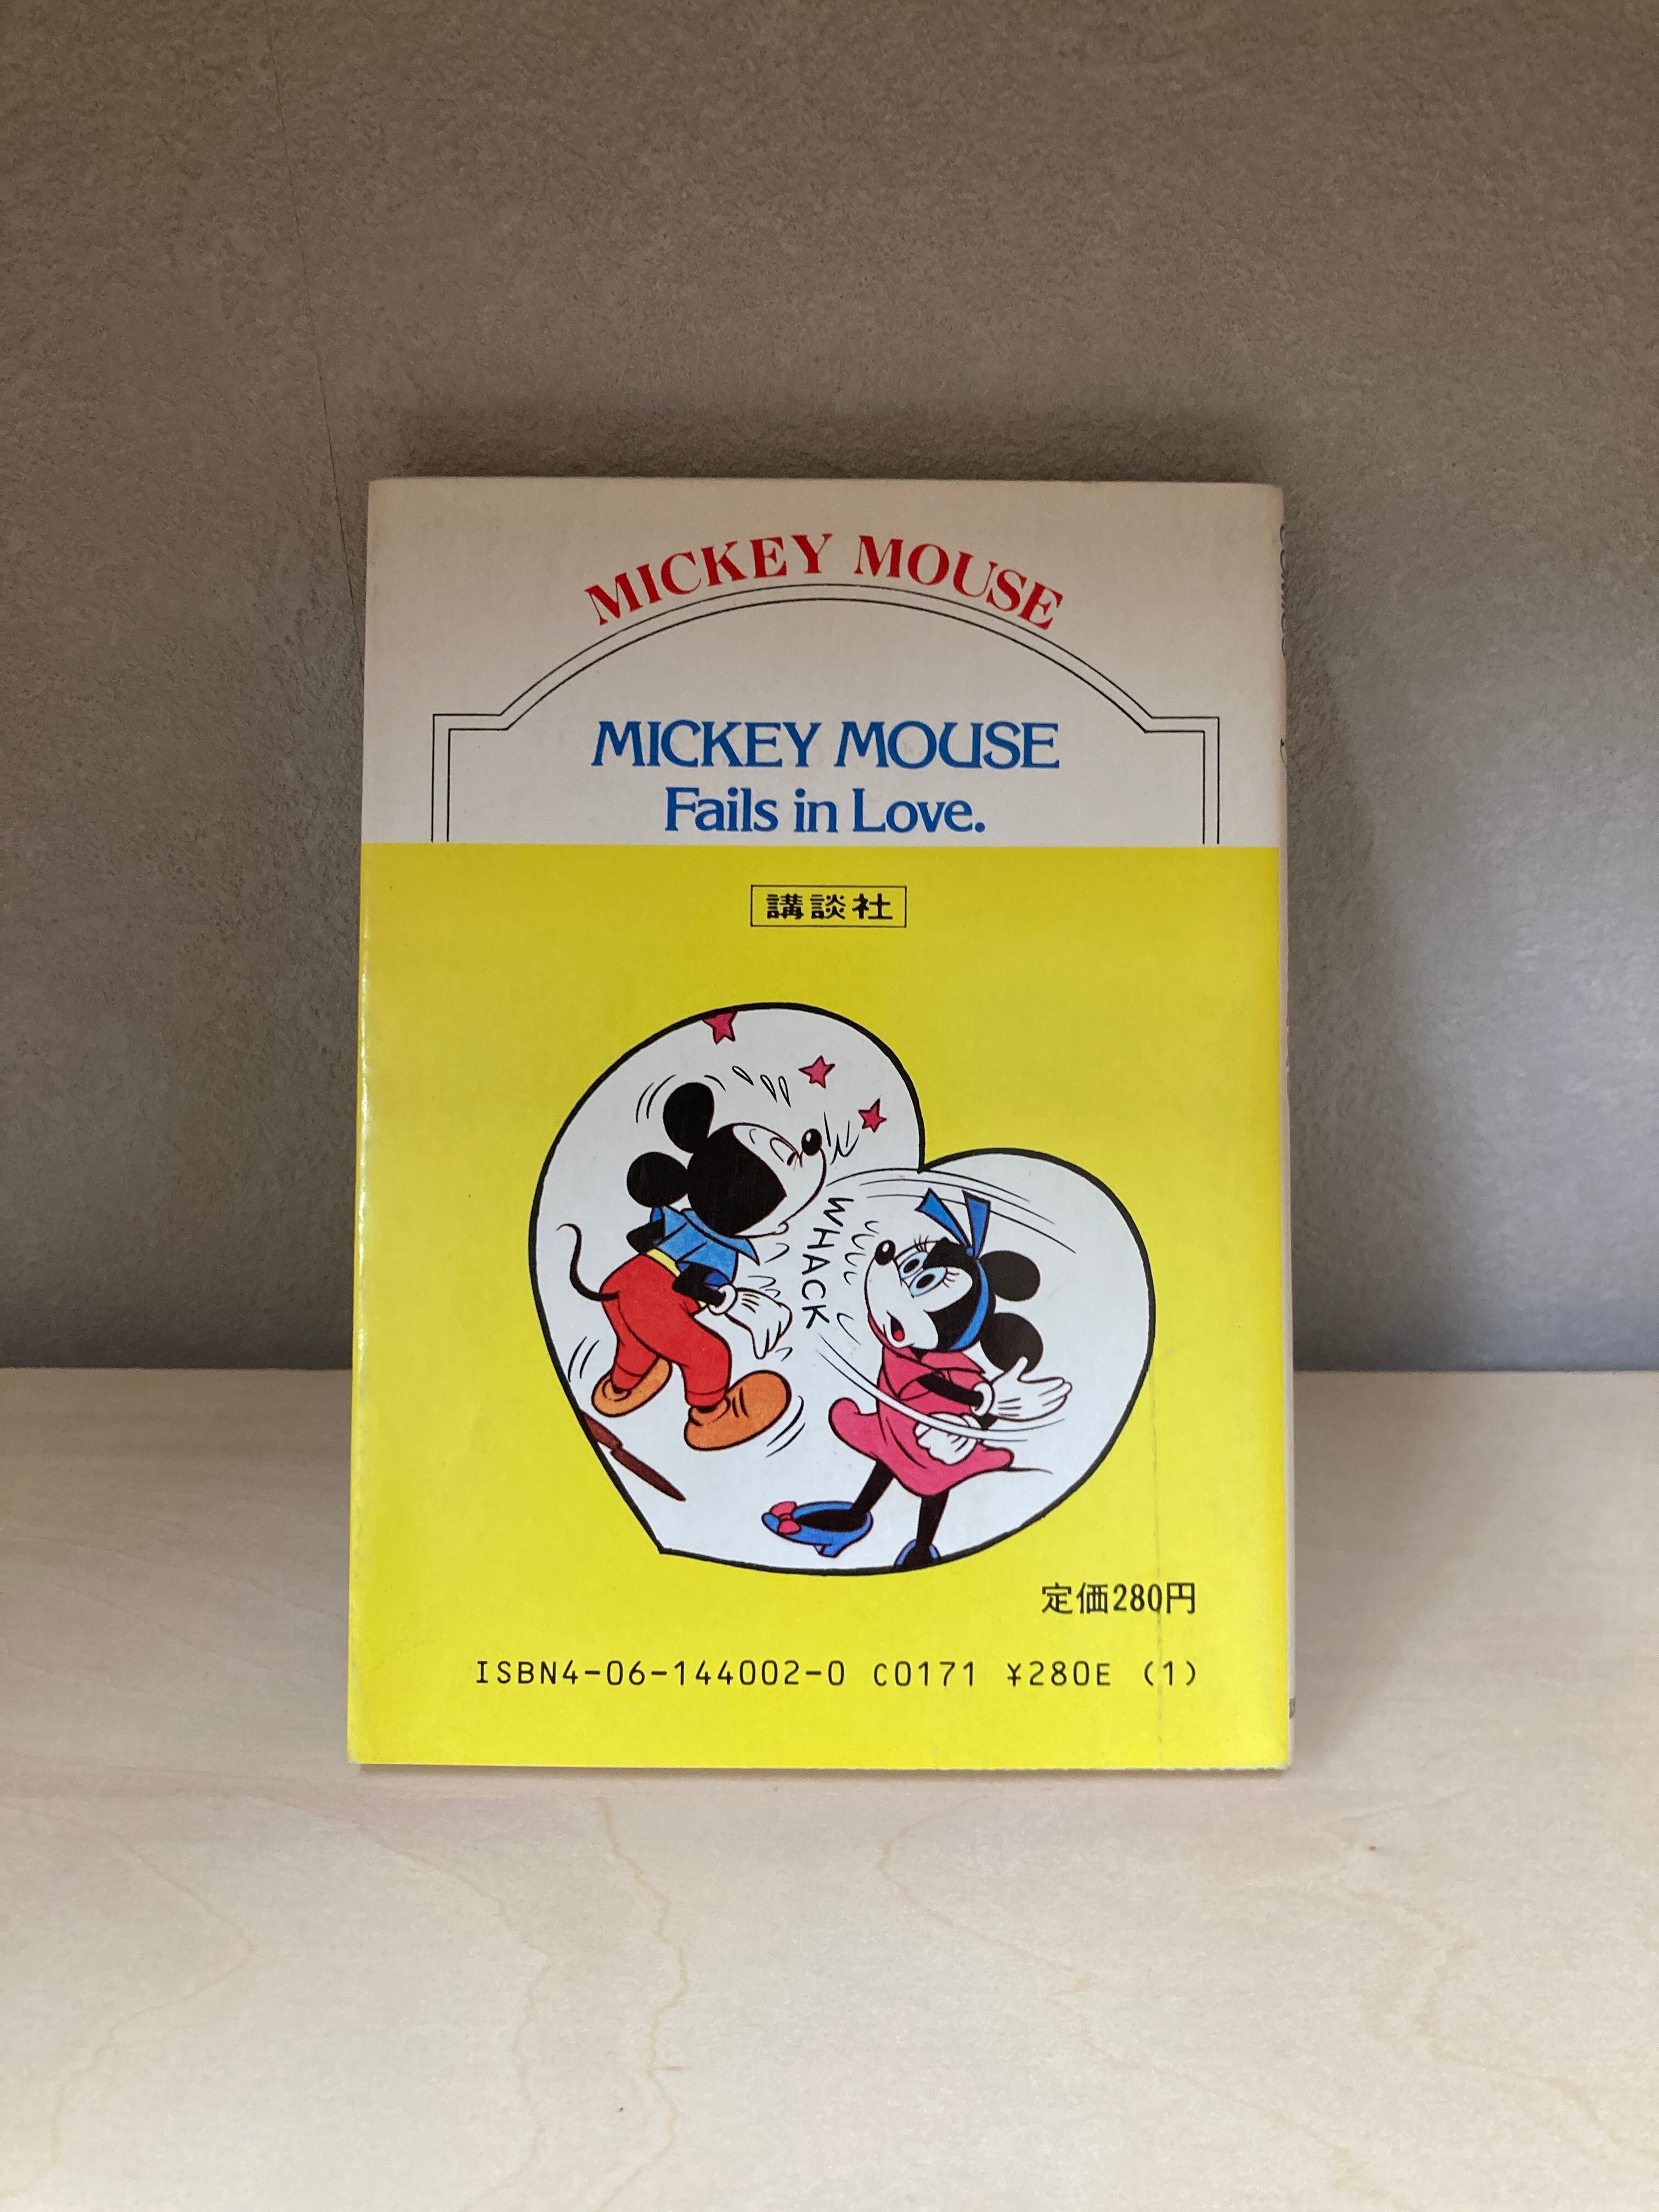 MICKEY MOUSE
MICKEY MOUSE
Fails in Love.
講談社
WHACK
定価280円
ISBN4-06-144002-0 C0171 ¥280E (1)